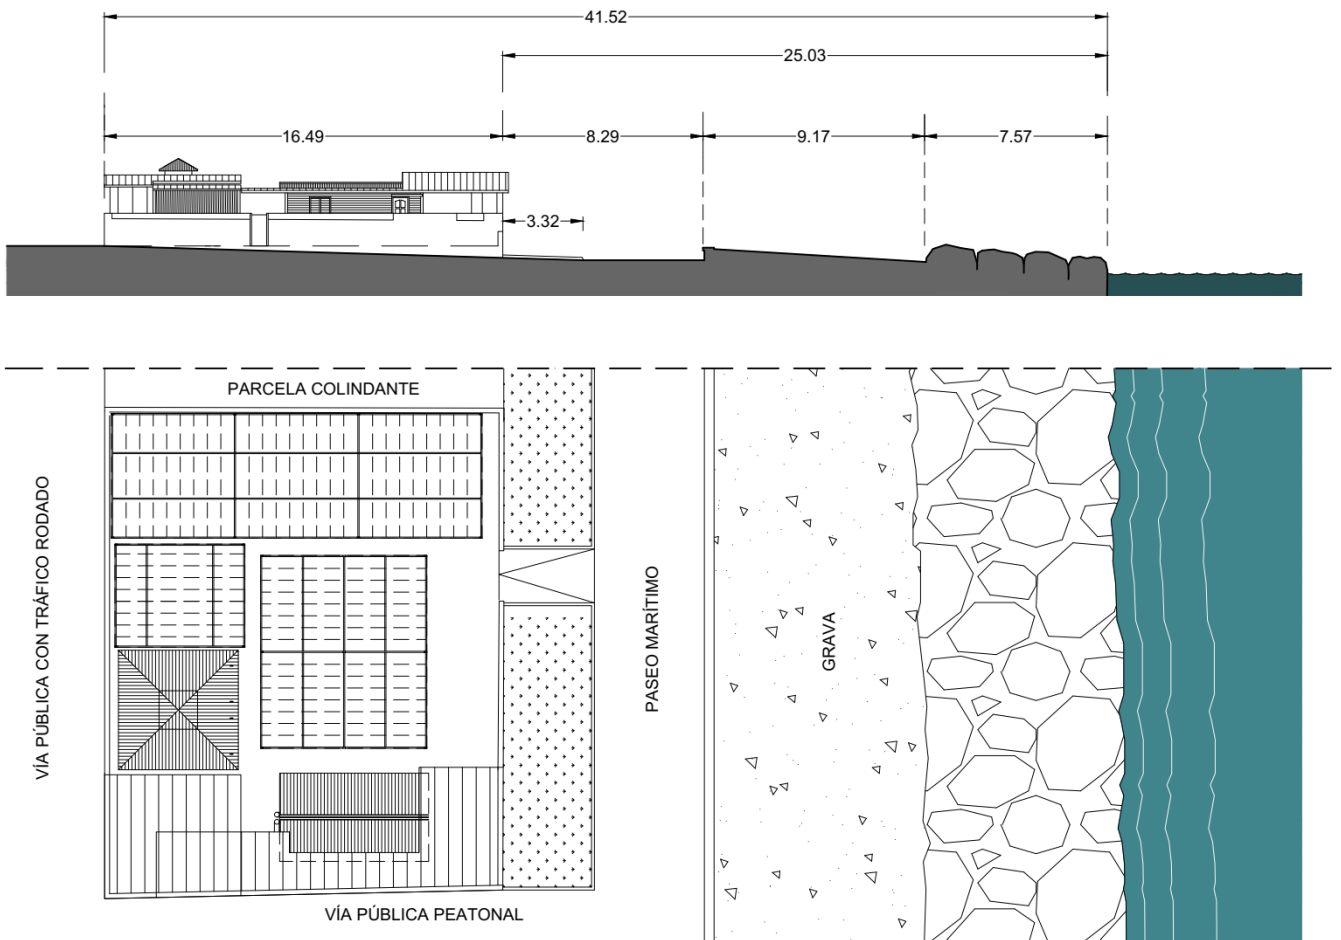 41.52
25.03
16.49
8.29
9.17
7.57
3.32
PARCELA COLINDANTE
VÍA PÚBLICA CON TRÁFICO RODADO
PASEO MARÍTIMO
GRAVA
VÍA PÚBLICA PEATONAL